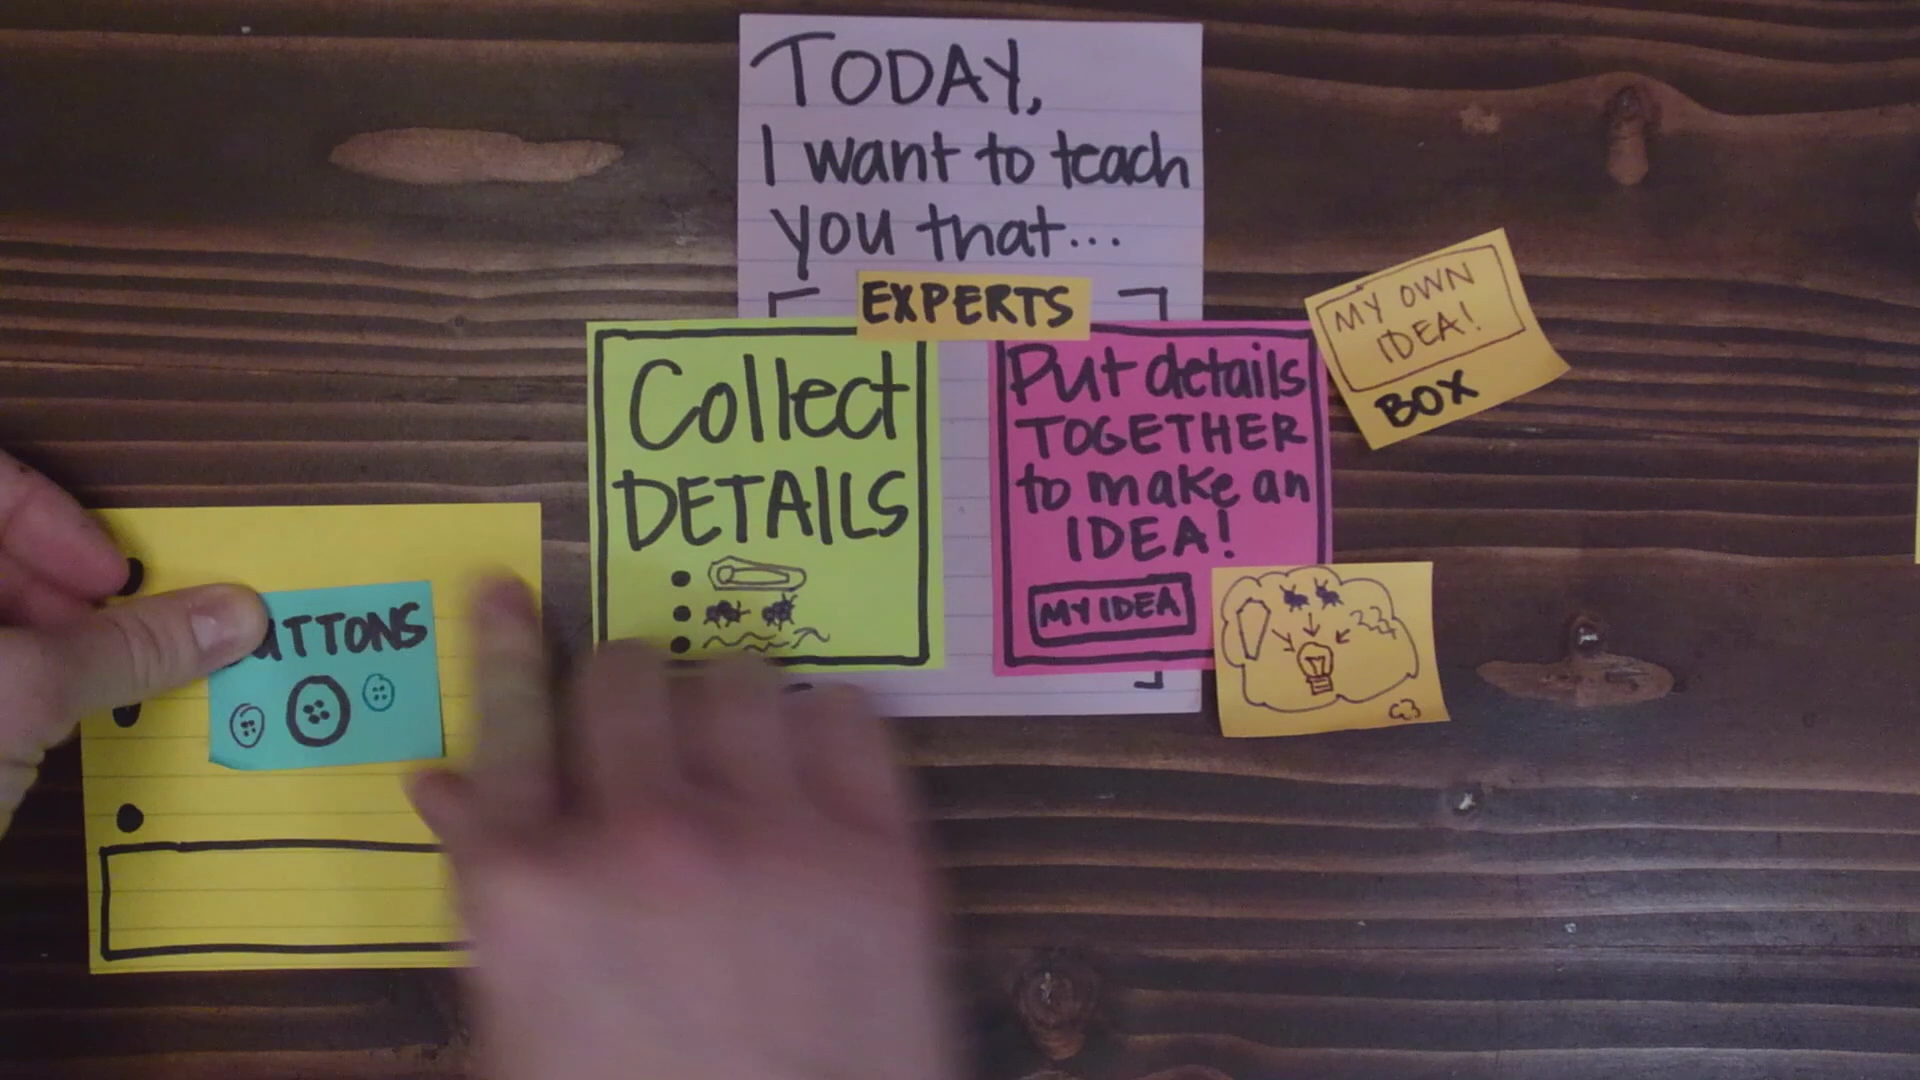 TODAY,
I want to teach
you that...
EXPERTS
Collect
DETAILS
Put details
TOGETHER
to make an
IDEA!
MY IDEA
MY OWN
IDEA!
BOX